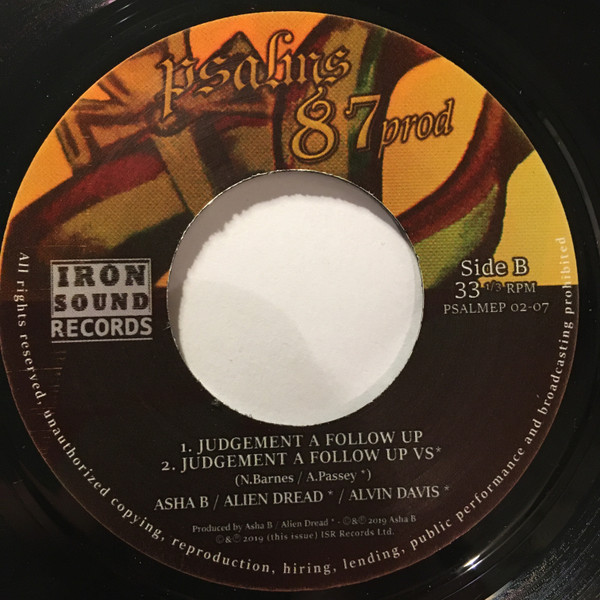 psalms
87 prod
IRON
SOUND
RECORDS
Side B
33 1/3 RPM
PSALMEP 02-07
1. JUDGEMENT A FOLLOW UP
2. JUDGEMENT A FOLLOW UP VS*
(N.Barnes / A.Passey *)
ASHA B / ALIEN DREAD * / ALVIN DAVIS *
Produced by Asha B / Alien Dread * - ©&℗ 2019 Asha B
©&℗ 2019 (this issue) ISR Records Ltd.
All rights reserved, unauthorized copying, reproduction, hiring, lending, public performance and broadcasting prohibited